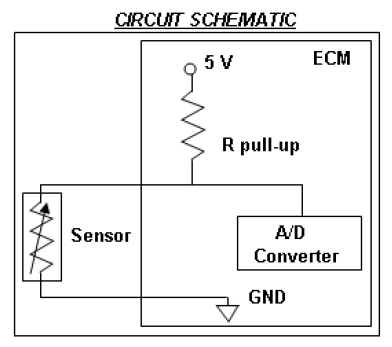 CIRCUIT SCHEMATIC
5 V
ECM
R pull-up
Sensor
A/D
Converter
GND